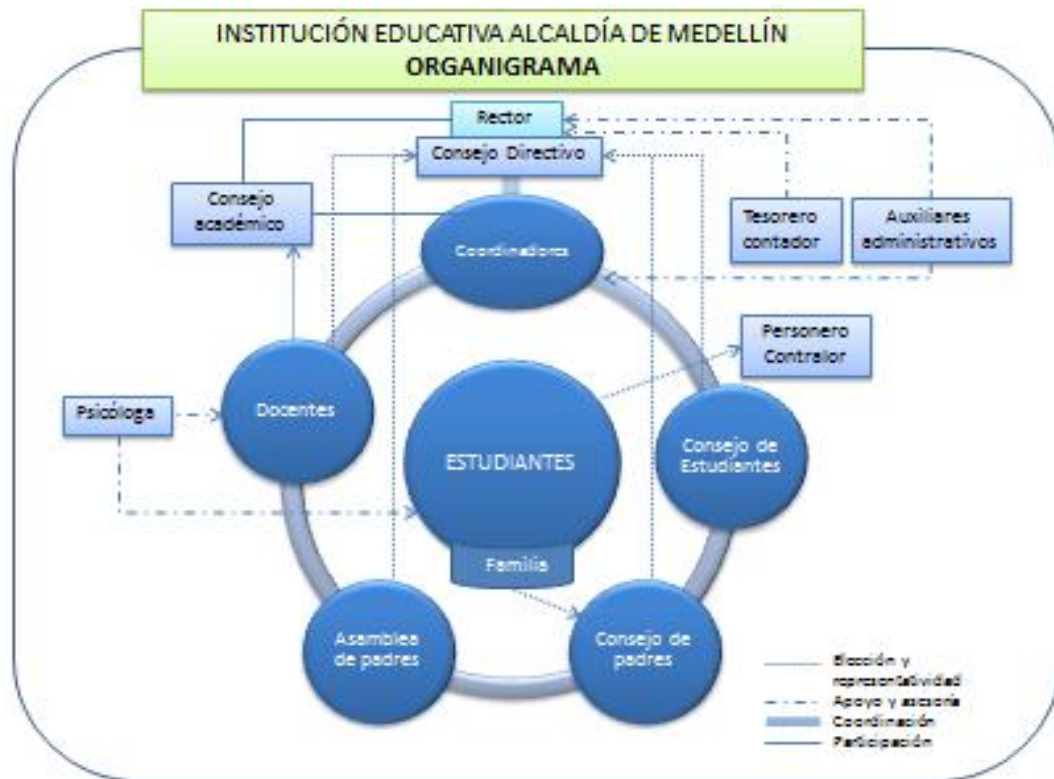 INSTITUCIÓN EDUCATIVA ALCALDÍA DE MEDELLÍN
ORGANIGRAMA
Rector
Consejo Directivo
Consejo
académico
Tesorero
contador
Auxiliares
administrativos
Coordinadores
Personero
Contralor
Psicóloga
Docentes
ESTUDIANTES
Consejo de
Estudiantes
Familia
Asamblea
de padres
Consejo de
padres
Elección y
representatividad
Apoyo y asesoría
Coordinación
Participación